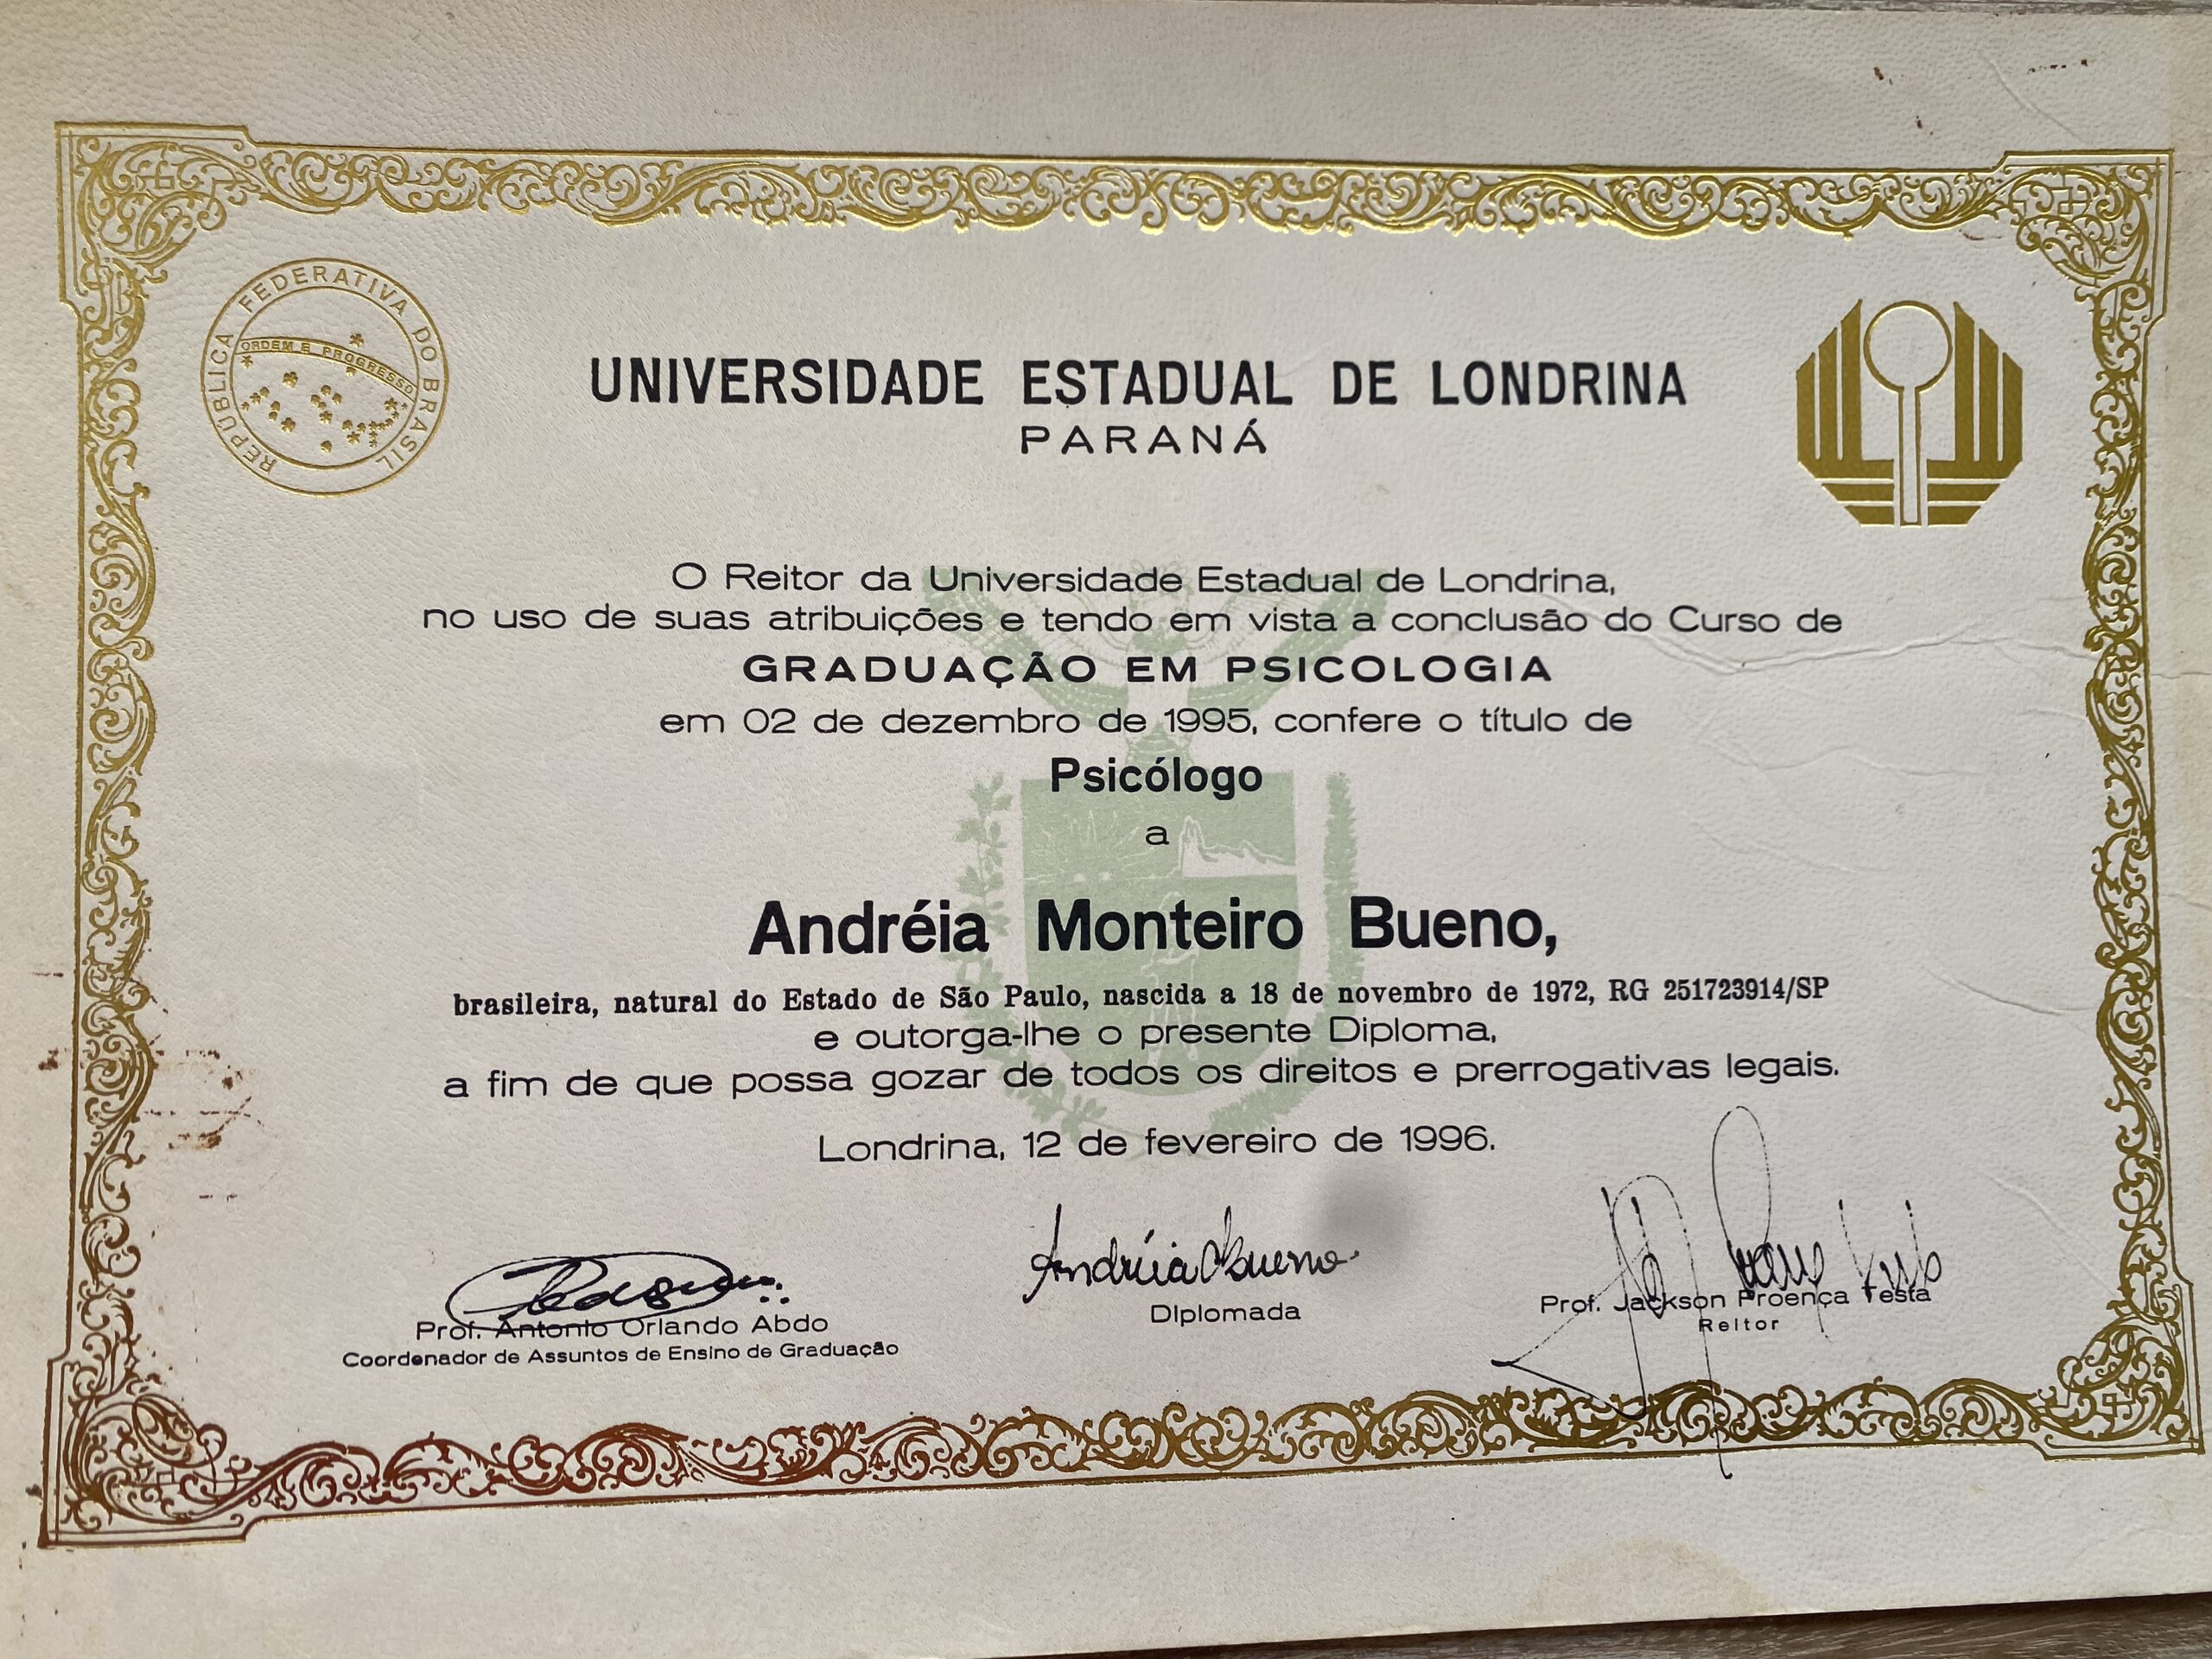 REPÚBLICA FEDERATIVA DO BRASIL
ORDEM E PROGRESSO
UNIVERSIDADE ESTADUAL DE LONDRINA
PARANÁ
O Reitor da Universidade Estadual de Londrina,
no uso de suas atribuições e tendo em vista a conclusão do Curso de
GRADUAÇÃO EM PSICOLOGIA
em 02 de dezembro de 1995, confere o título de
Psicólogo
a
Andréia Monteiro Bueno,
brasileira, natural do Estado de São Paulo, nascida a 18 de novembro de 1972, RG 251723914/SP
e outorga-lhe o presente Diploma,
a fim de que possa gozar de todos os direitos e prerrogativas legais.
Londrina, 12 de fevereiro de 1996.
Andréia Bueno
Prof. Antonio Orlando Abdo
Coordenador de Assuntos de Ensino de Graduação
Diplomada
Prof. Jackson Proença Testa
Reitor